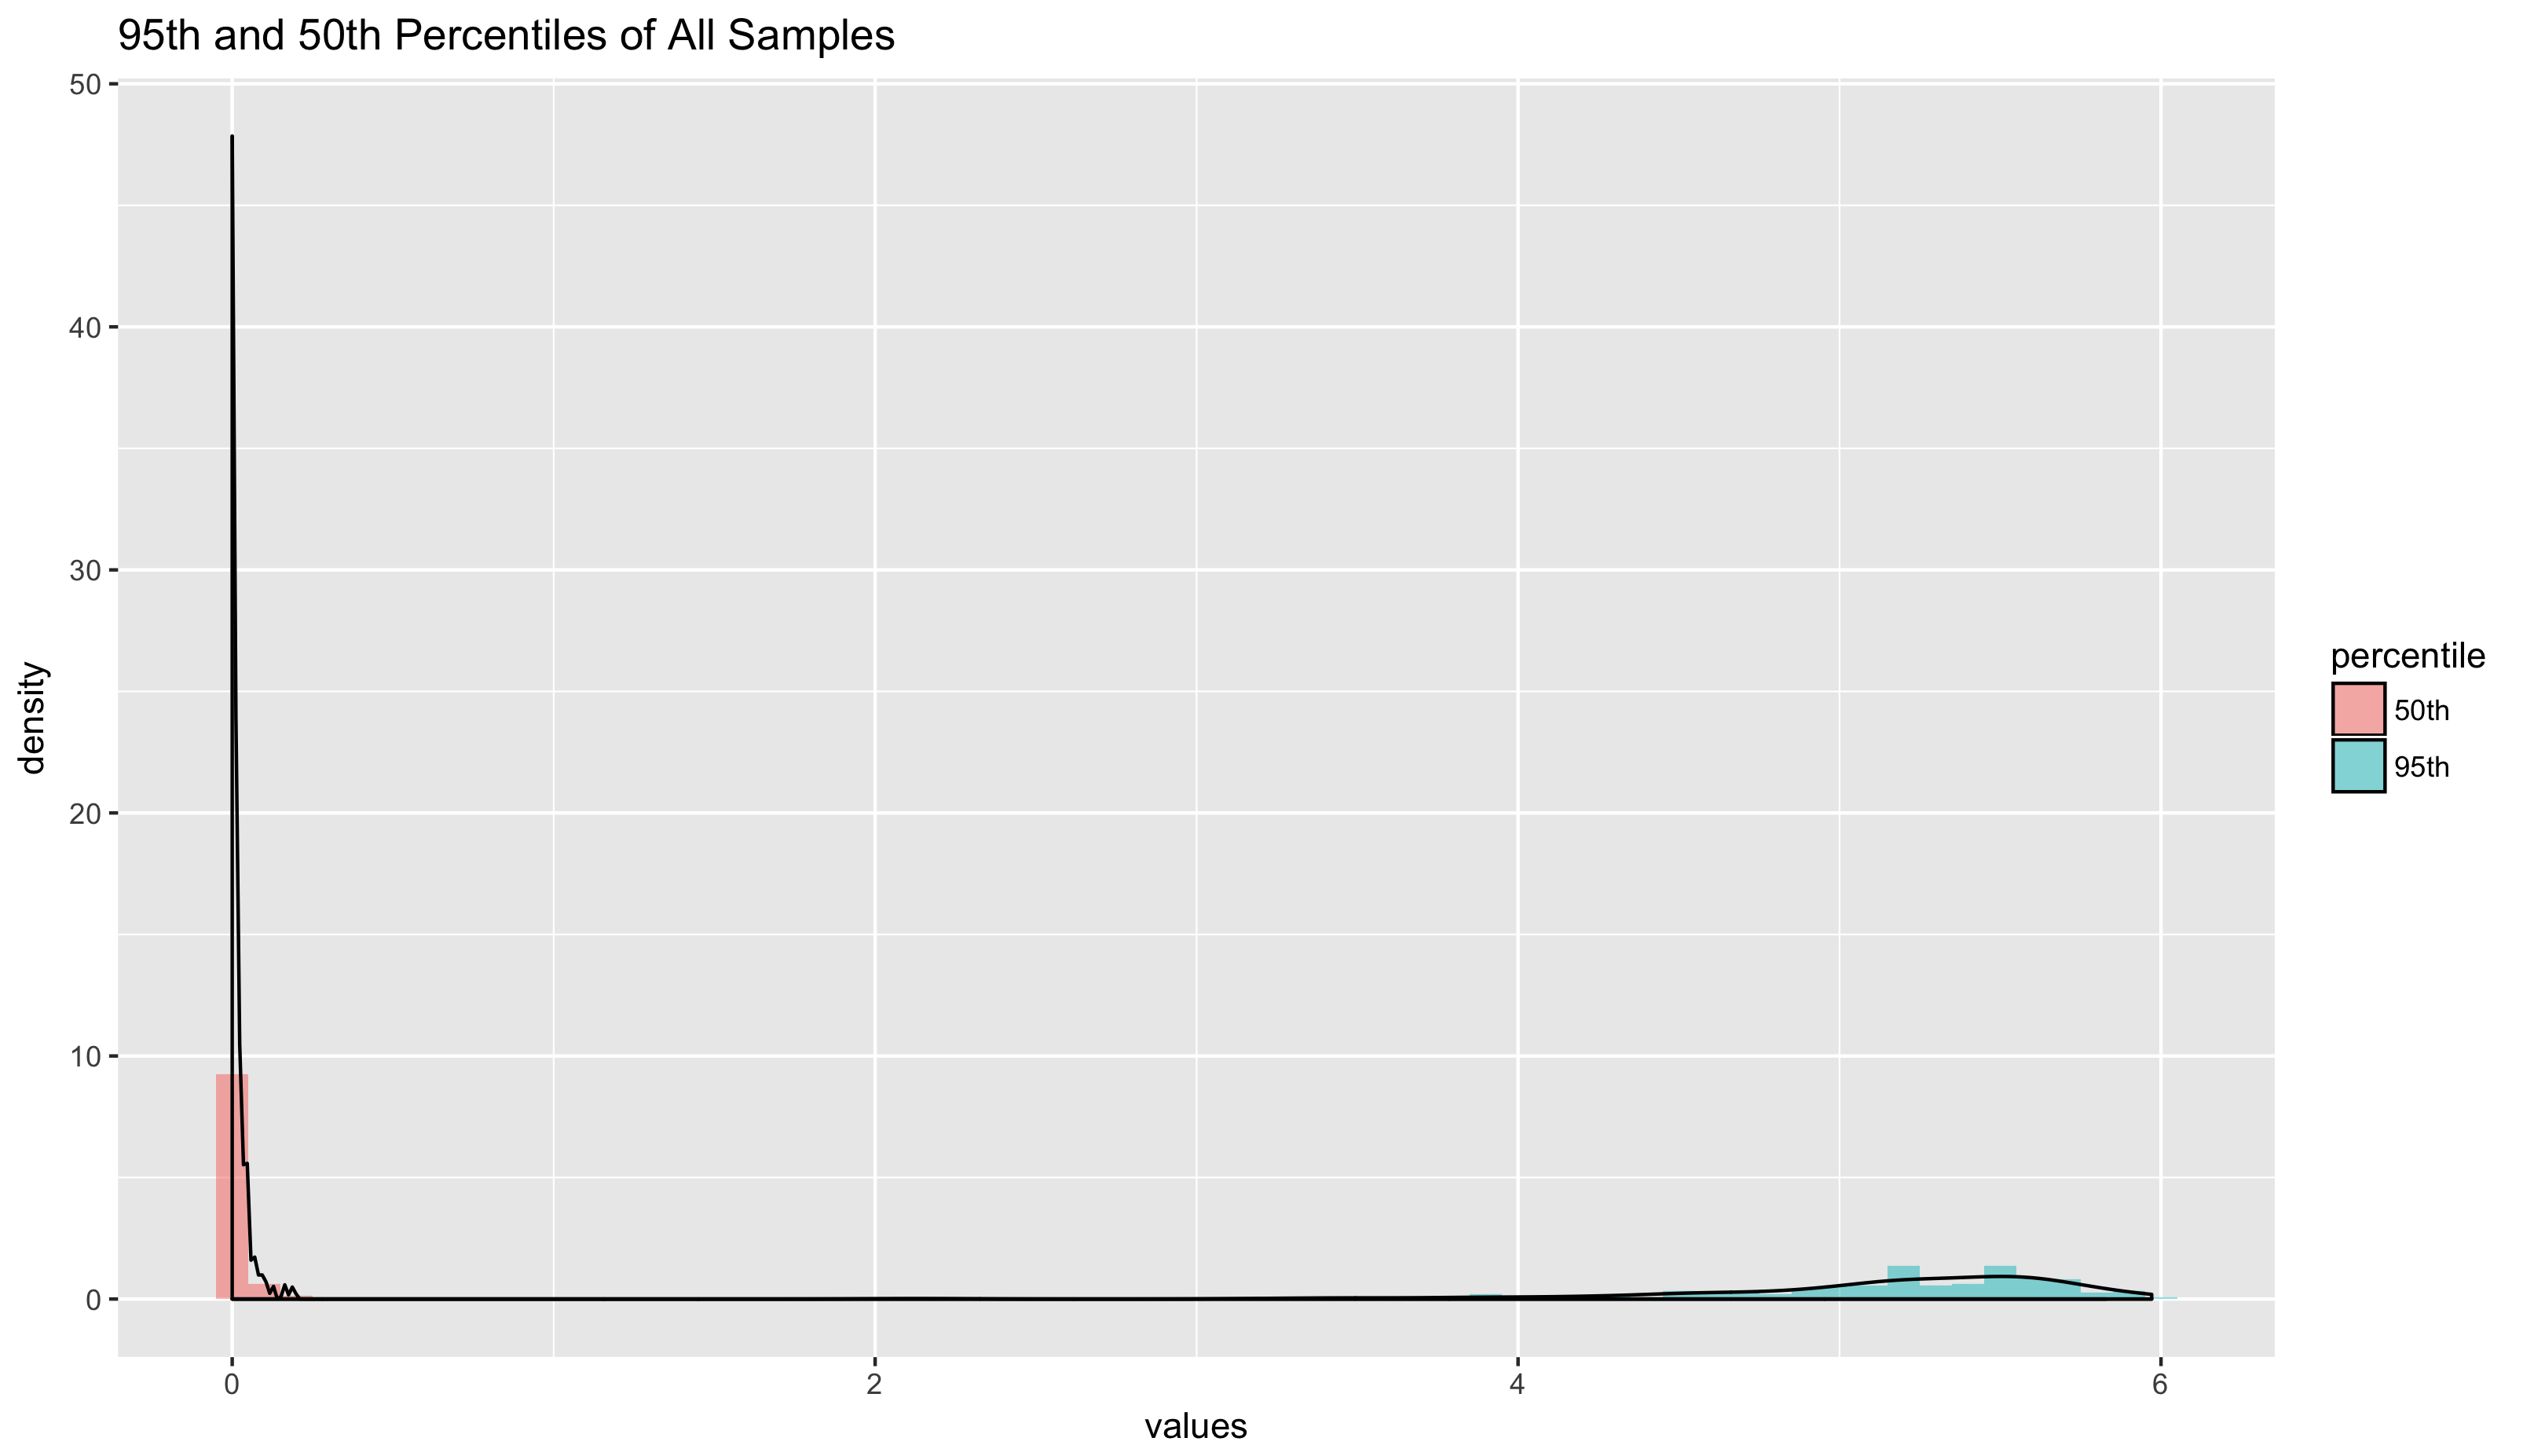 95th and 50th Percentiles of All Samples
50
40
30
20
10
0
density
0 2 4 6
values
percentile
50th
95th